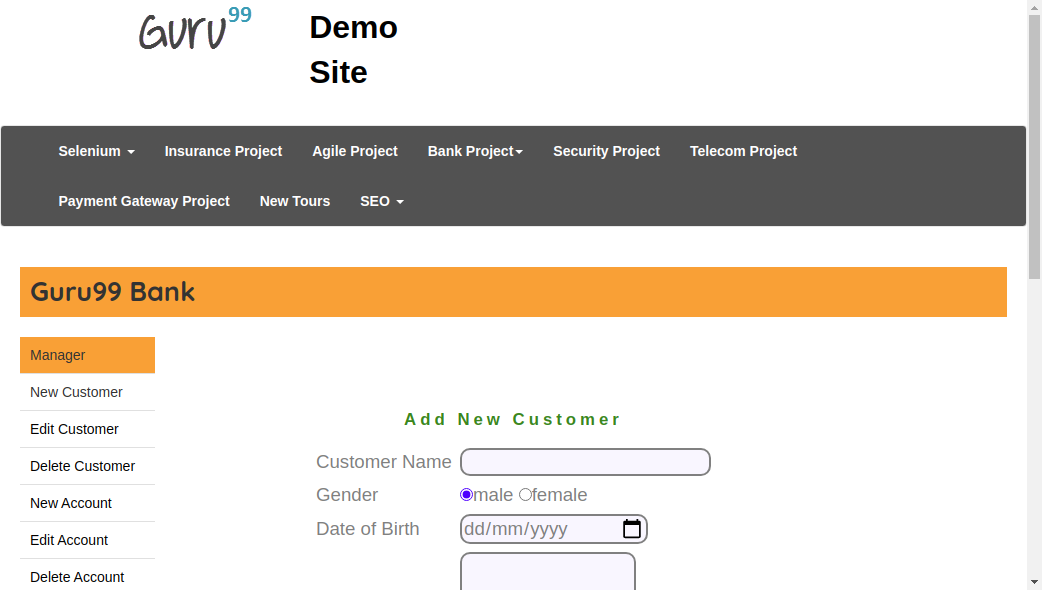 Guru99
Demo
Site
Selenium
Insurance Project
Agile Project
Bank Project
Security Project
Telecom Project
Payment Gateway Project
New Tours
SEO
Guru99 Bank
Manager
New Customer
Edit Customer
Delete Customer
New Account
Edit Account
Delete Account
Add New Customer
Customer Name
Gender
male female
Date of Birth
dd/mm/yyyy